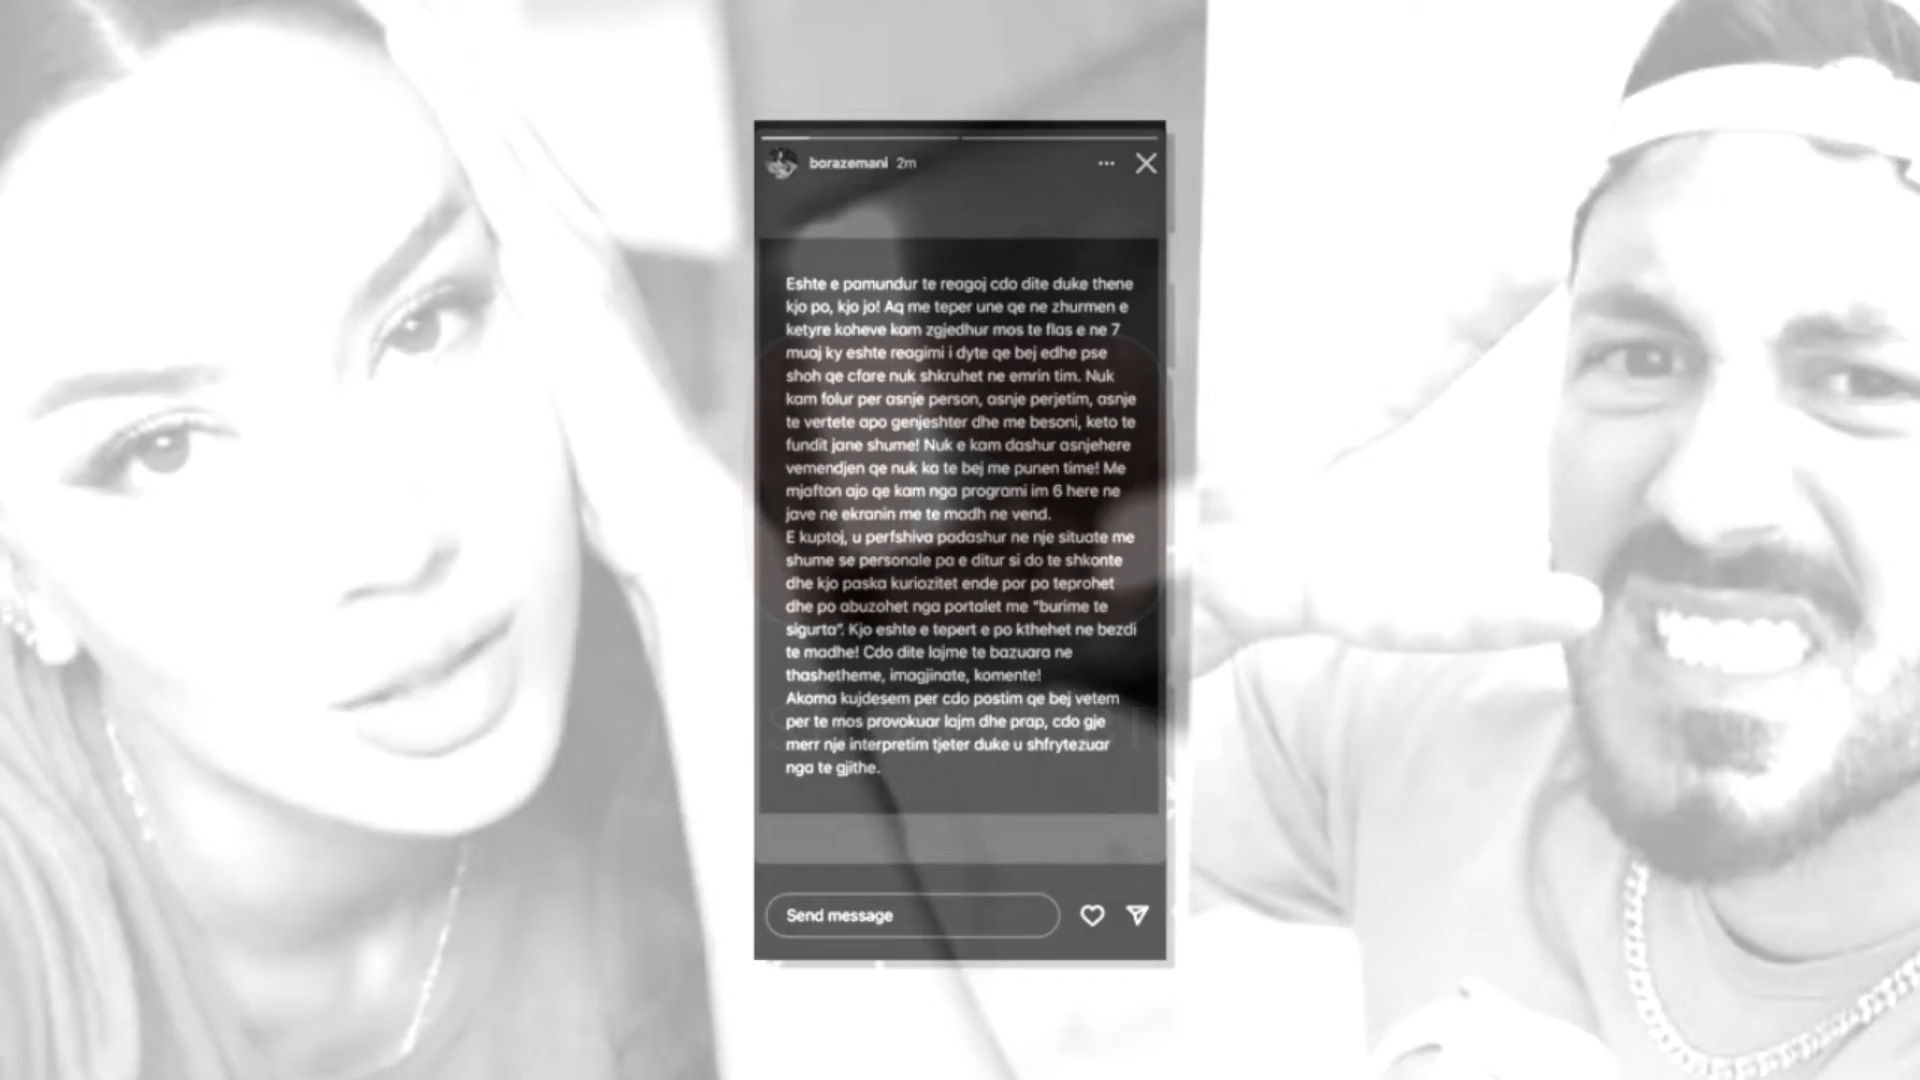 borazemani 2m
Eshte e pamundur te reagoj cdo dite duke thene
kjo po, kjo jo! Aq me teper une qe ne zhurmen e
ketyre koheve kam zgjedhur mos te flas e ne 7
muaj ky eshte reagimi i dyte qe bej edhe pse
shoh qe cfare nuk shkruhet ne emrin tim. Nuk
kam folur per asnje person, asnje perjetim, asnje
te vertete apo genjeshter dhe me besoni, keto te
fundit jane shume! Nuk e kam dashur asnjehere
vemendjen qe nuk ka te bej me punen time! Me
mjafton ajo qe kam nga programi im 6 here ne
jave ne ekranin me te madh ne vend.
E kuptoj, u perfshiva padashur ne nje situate me
shume se personale pa e ditur si do te shkonte
dhe kjo paska kuriozitet ende por po teprohet
dhe po abuzohet nga portalet me "burime te
sigurta". Kjo eshte e tepert e po kthehet ne bezdi
te madhe! Cdo dite lajme te bazuara ne
thashetheme, imagjinate, komente!
Akoma kujdesem per cdo postim qe bej vetem
per te mos provokuar lajm dhe prap, cdo gje
merr nje interpretim tjeter duke u shfrytezuar
nga te gjithe.
Send message